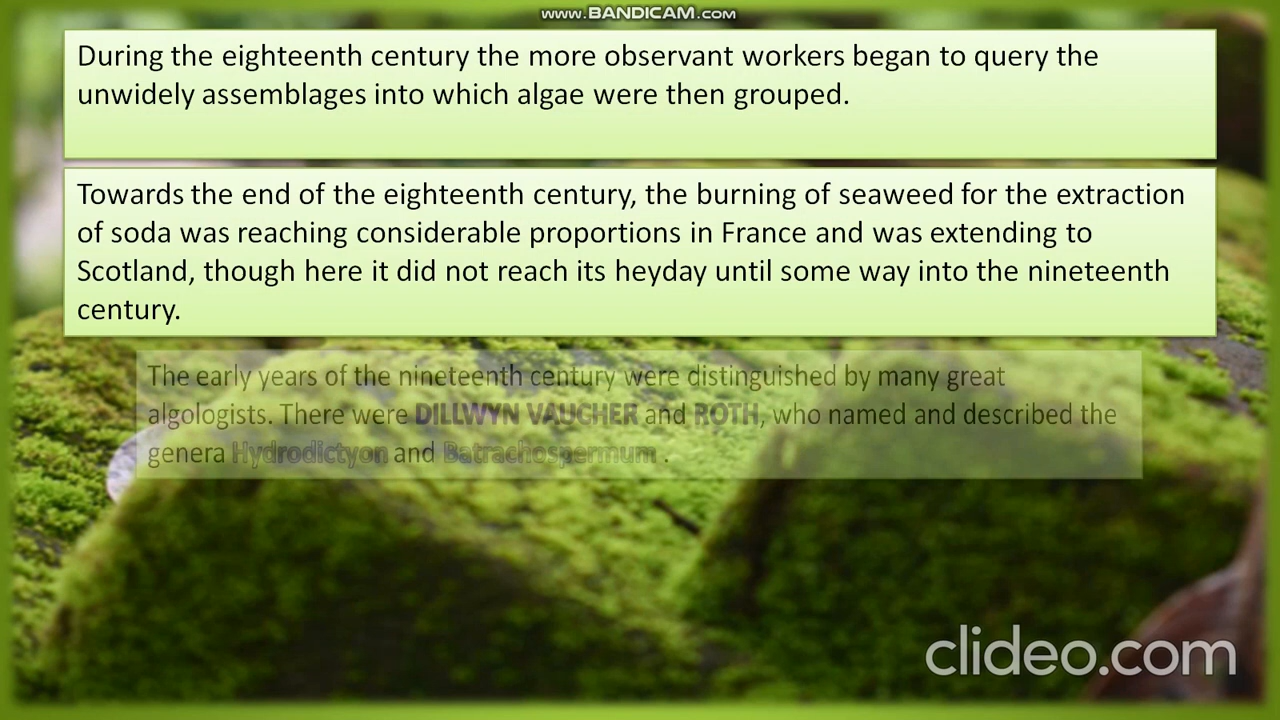 www.BANDICAM.com
During the eighteenth century the more observant workers began to query the
unwidely assemblages into which algae were then grouped.
Towards the end of the eighteenth century, the burning of seaweed for the extraction
of soda was reaching considerable proportions in France and was extending to
Scotland, though here it did not reach its heyday until some way into the nineteenth
century.
The early years of the nineteenth century were distinguished by many great
algologists. There were DILLWYN VAUCHER and ROTH, who named and described the
genera Hydrodictyon and Batrachospermum .
clideo.com